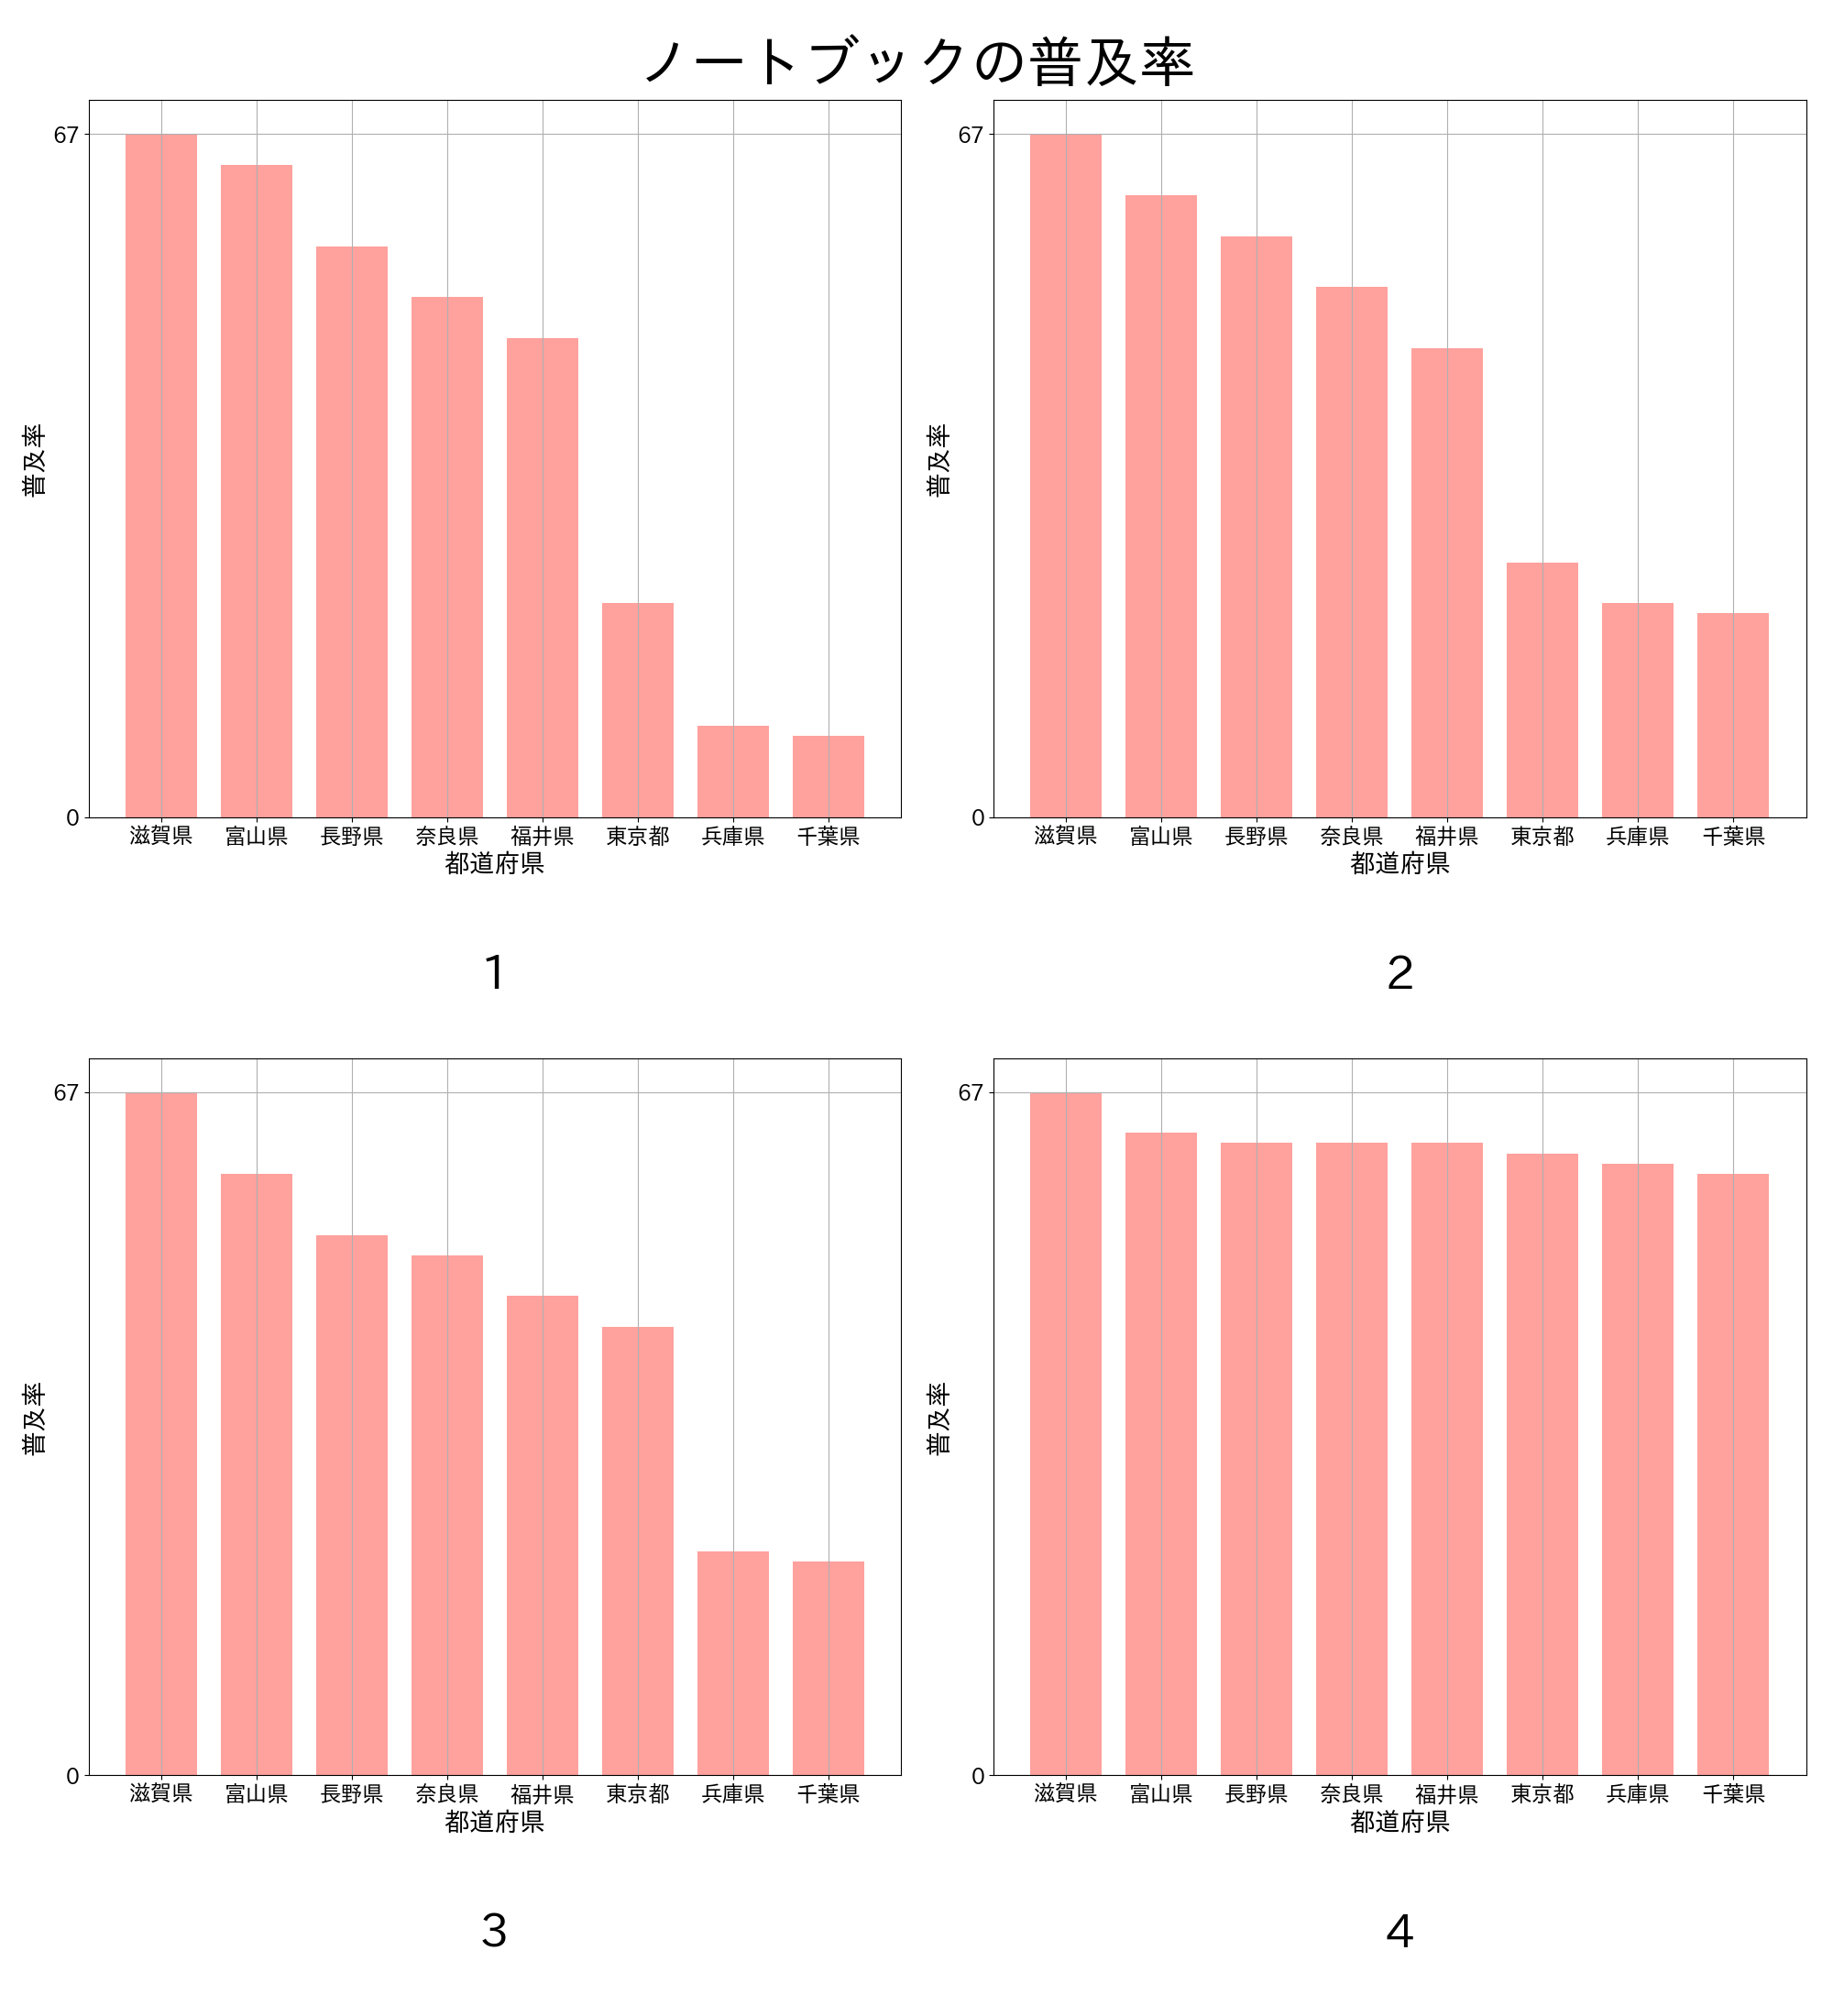 ノートブックの普及率
67
0
普及率
滋賀県 富山県 長野県 奈良県 福井県 東京都 兵庫県 千葉県
都道府県
1
67
0
普及率
滋賀県 富山県 長野県 奈良県 福井県 東京都 兵庫県 千葉県
都道府県
2
67
0
普及率
滋賀県 富山県 長野県 奈良県 福井県 東京都 兵庫県 千葉県
都道府県
3
67
0
普及率
滋賀県 富山県 長野県 奈良県 福井県 東京都 兵庫県 千葉県
都道府県
4